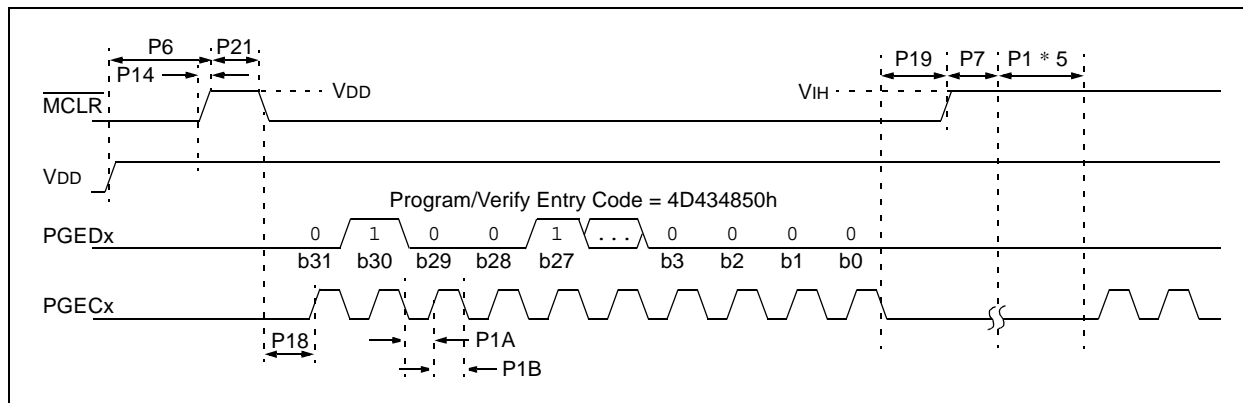 P6 P21 P19 P7 P1 * 5
P14
VDD VIH
MCLR
VDD
Program/Verify Entry Code = 4D434850h
PGEDx 0 1 0 0 1 ... 0 0 0 0
b31 b30 b29 b28 b27 b3 b2 b1 b0
PGECx
P18 P1A
P1B